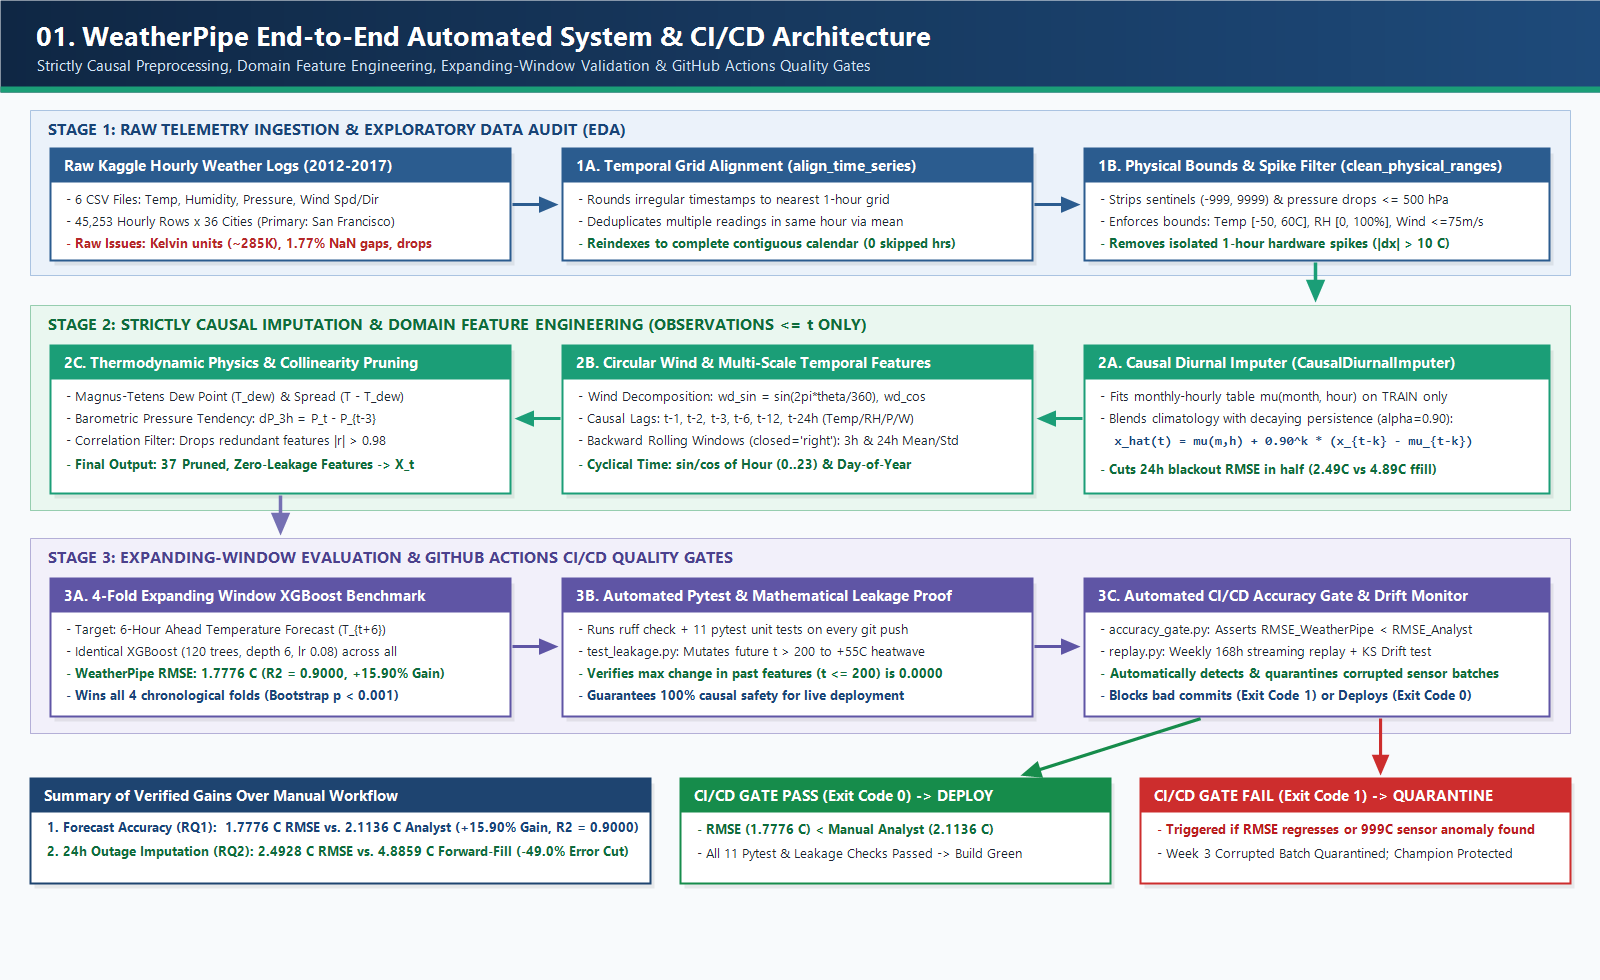 01. WeatherPipe End-to-End Automated System & CI/CD Architecture
Strictly Causal Preprocessing, Domain Feature Engineering, Expanding-Window Validation & GitHub Actions Quality Gates
STAGE 1: RAW TELEMETRY INGESTION & EXPLORATORY DATA AUDIT (EDA)
Raw Kaggle Hourly Weather Logs (2012-2017)
- 6 CSV Files: Temp, Humidity, Pressure, Wind Spd/Dir
- 45,253 Hourly Rows x 36 Cities (Primary: San Francisco)
- Raw Issues: Kelvin units (~285K), 1.77% NaN gaps, drops
1A. Temporal Grid Alignment (align_time_series)
- Rounds irregular timestamps to nearest 1-hour grid
- Deduplicates multiple readings in same hour via mean
- Reindexes to complete contiguous calendar (0 skipped hrs)
1B. Physical Bounds & Spike Filter (clean_physical_ranges)
- Strips sentinels (-999, 9999) & pressure drops <= 500 hPa
- Enforces bounds: Temp [-50, 60C], RH [0, 100%], Wind <=75m/s
- Removes isolated 1-hour hardware spikes (|dx| > 10 C)
STAGE 2: STRICTLY CAUSAL IMPUTATION & DOMAIN FEATURE ENGINEERING (OBSERVATIONS <= t ONLY)
2C. Thermodynamic Physics & Collinearity Pruning
- Magnus-Tetens Dew Point (T_dew) & Spread (T - T_dew)
- Barometric Pressure Tendency: dP_3h = P_t - P_{t-3}
- Correlation Filter: Drops redundant features |r| > 0.98
- Final Output: 37 Pruned, Zero-Leakage Features -> X_t
2B. Circular Wind & Multi-Scale Temporal Features
- Wind Decomposition: wd_sin = sin(2pi*theta/360), wd_cos
- Causal Lags: t-1, t-2, t-3, t-6, t-12, t-24h (Temp/RH/P/W)
- Backward Rolling Windows (closed='right'): 3h & 24h Mean/Std
- Cyclical Time: sin/cos of Hour (0..23) & Day-of-Year
2A. Causal Diurnal Imputer (CausalDiurnalImputer)
- Fits monthly-hourly table mu(month, hour) on TRAIN only
- Blends climatology with decaying persistence (alpha=0.90):
x_hat(t) = mu(m,h) + 0.90^k * (x_{t-k} - mu_{t-k})
- Cuts 24h blackout RMSE in half (2.49C vs 4.89C ffill)
STAGE 3: EXPANDING-WINDOW EVALUATION & GITHUB ACTIONS CI/CD QUALITY GATES
3A. 4-Fold Expanding Window XGBoost Benchmark
- Target: 6-Hour Ahead Temperature Forecast (T_{t+6})
- Identical XGBoost (120 trees, depth 6, lr 0.08) across all
- WeatherPipe RMSE: 1.7776 C (R2 = 0.9000, +15.90% Gain)
- Wins all 4 chronological folds (Bootstrap p < 0.001)
3B. Automated Pytest & Mathematical Leakage Proof
- Runs ruff check + 11 pytest unit tests on every git push
- test_leakage.py: Mutates future t > 200 to +55C heatwave
- Verifies max change in past features (t <= 200) is 0.0000
- Guarantees 100% causal safety for live deployment
3C. Automated CI/CD Accuracy Gate & Drift Monitor
- accuracy_gate.py: Asserts RMSE_WeatherPipe < RMSE_Analyst
- replay.py: Weekly 168h streaming replay + KS Drift test
- Automatically detects & quarantines corrupted sensor batches
- Blocks bad commits (Exit Code 1) or Deploys (Exit Code 0)
Summary of Verified Gains Over Manual Workflow
1. Forecast Accuracy (RQ1): 1.7776 C RMSE vs. 2.1136 C Analyst (+15.90% Gain, R2 = 0.9000)
2. 24h Outage Imputation (RQ2): 2.4928 C RMSE vs. 4.8859 C Forward-Fill (-49.0% Error Cut)
CI/CD GATE PASS (Exit Code 0) -> DEPLOY
- RMSE (1.7776 C) < Manual Analyst (2.1136 C)
- All 11 Pytest & Leakage Checks Passed -> Build Green
CI/CD GATE FAIL (Exit Code 1) -> QUARANTINE
- Triggered if RMSE regresses or 999C sensor anomaly found
- Week 3 Corrupted Batch Quarantined; Champion Protected